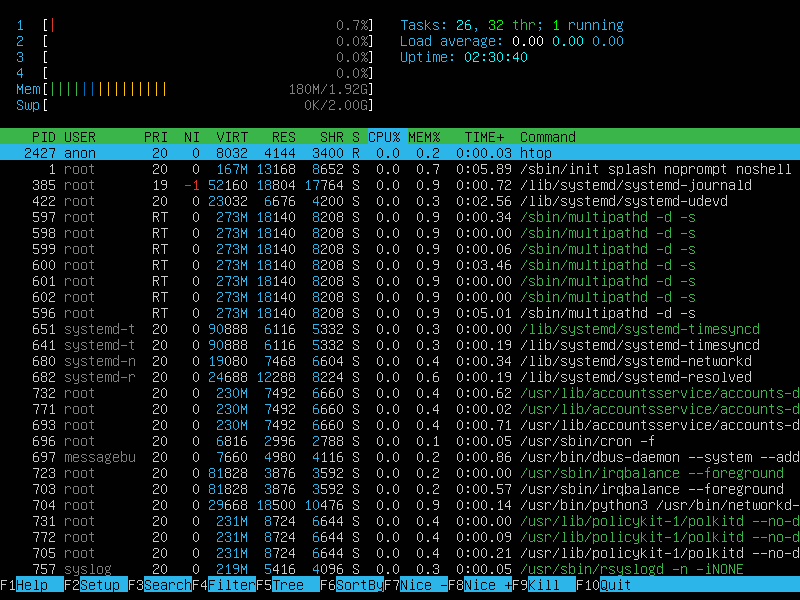 1 [| 0.7%] Tasks: 26, 32 thr; 1 running
2 [ 0.0%] Load average: 0.00 0.00 0.00
3 [ 0.0%] Uptime: 02:30:40
4 [ 0.0%]
Mem[||||||||||||||| 180M/1.92G]
Swp[ 0K/2.00G]
PID USER PRI NI VIRT RES SHR S CPU% MEM% TIME+ Command
2427 anon 20 0 8032 4144 3400 R 0.0 0.2 0:00.03 htop
1 root 20 0 167M 13168 8652 S 0.0 0.7 0:05.89 /sbin/init splash noprompt noshell
385 root 19 -1 52160 18804 17764 S 0.0 0.9 0:00.72 /lib/systemd/systemd-journald
422 root 20 0 23032 6676 4200 S 0.0 0.3 0:02.56 /lib/systemd/systemd-udevd
597 root RT 0 273M 18140 8208 S 0.0 0.9 0:00.34 /sbin/multipathd -d -s
598 root RT 0 273M 18140 8208 S 0.0 0.9 0:00.00 /sbin/multipathd -d -s
599 root RT 0 273M 18140 8208 S 0.0 0.9 0:00.06 /sbin/multipathd -d -s
600 root RT 0 273M 18140 8208 S 0.0 0.9 0:03.46 /sbin/multipathd -d -s
601 root RT 0 273M 18140 8208 S 0.0 0.9 0:00.00 /sbin/multipathd -d -s
602 root RT 0 273M 18140 8208 S 0.0 0.9 0:00.00 /sbin/multipathd -d -s
596 root RT 0 273M 18140 8208 S 0.0 0.9 0:05.01 /sbin/multipathd -d -s
651 systemd-t 20 0 90888 6116 5332 S 0.0 0.3 0:00.00 /lib/systemd/systemd-timesyncd
641 systemd-t 20 0 90888 6116 5332 S 0.0 0.3 0:00.19 /lib/systemd/systemd-timesyncd
680 systemd-n 20 0 19080 7468 6604 S 0.0 0.4 0:00.34 /lib/systemd/systemd-networkd
682 systemd-r 20 0 24688 12288 8224 S 0.0 0.6 0:00.19 /lib/systemd/systemd-resolved
732 root 20 0 230M 7492 6660 S 0.0 0.4 0:00.62 /usr/lib/accountsservice/accounts-d
771 root 20 0 230M 7492 6660 S 0.0 0.4 0:00.02 /usr/lib/accountsservice/accounts-d
693 root 20 0 230M 7492 6660 S 0.0 0.4 0:00.71 /usr/lib/accountsservice/accounts-d
696 root 20 0 6816 2996 2788 S 0.0 0.1 0:00.05 /usr/sbin/cron -f
697 messagebu 20 0 7660 4980 4116 S 0.0 0.2 0:00.86 /usr/bin/dbus-daemon --system --add
723 root 20 0 81828 3876 3592 S 0.0 0.2 0:00.00 /usr/sbin/irqbalance --foreground
703 root 20 0 81828 3876 3592 S 0.0 0.2 0:00.57 /usr/sbin/irqbalance --foreground
704 root 20 0 29668 18500 10476 S 0.0 0.9 0:00.14 /usr/bin/python3 /usr/bin/networkd-
731 root 20 0 231M 8724 6644 S 0.0 0.4 0:00.00 /usr/lib/policykit-1/polkitd --no-d
772 root 20 0 231M 8724 6644 S 0.0 0.4 0:00.09 /usr/lib/policykit-1/polkitd --no-d
705 root 20 0 231M 8724 6644 S 0.0 0.4 0:00.21 /usr/lib/policykit-1/polkitd --no-d
757 syslog 20 0 219M 5416 4096 S 0.0 0.3 0:00.05 /usr/sbin/rsyslogd -n -iNONE
F1Help F2Setup F3SearchF4FilterF5Tree F6SortByF7Nice -F8Nice +F9Kill F10Quit